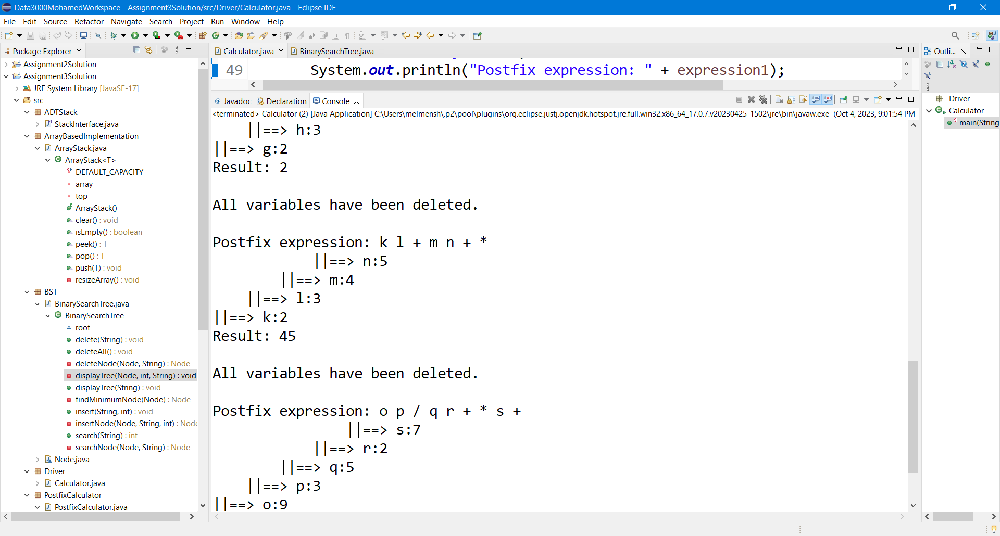 Data3000MohamedWorkspace - Assignment3Solution/src/Driver/Calculator.java - Eclipse IDE
File Edit Source Refactor Navigate Search Project Run Window Help
Package Explorer
Assignment2Solution
Assignment3Solution
JRE System Library [JavaSE-17]
src
ADTStack
StackInterface.java
ArrayBasedImplementation
ArrayStack.java
ArrayStack<T>
DEFAULT_CAPACITY
array
top
ArrayStack()
clear() : void
isEmpty() : boolean
peek() : T
pop() : T
push(T) : void
resizeArray() : void
BST
BinarySearchTree.java
BinarySearchTree
root
delete(String) : void
deleteAll() : void
deleteNode(Node, String) : Node
displayTree(Node, int, String) : void
displayTree(String) : void
findMinimumNode(Node) : Node
insert(String, int) : void
insertNode(Node, String, int) : Node
search(String) : int
searchNode(Node, String) : Node
Node.java
Driver
Calculator.java
PostfixCalculator
PostfixCalculator.java
Calculator.java BinarySearchTree.java
49 System.out.println("Postfix expression: " + expression1);
@ Javadoc Declaration Console
<terminated> Calculator (2) [Java Application] C:\Users\melmensh\.p2\pool\plugins\org.eclipse.justj.openjdk.hotspot.jre.full.win32.x86_64_17.0.7.v20230425-1502\jre\bin\javaw.exe (Oct 4, 2023, 9:01:54 PM -
||==> h:3
||==> g:2
Result: 2
All variables have been deleted.
Postfix expression: k l + m n + *
||==> n:5
||==> m:4
||==> l:3
||==> k:2
Result: 45
All variables have been deleted.
Postfix expression: o p / q r + * s +
||==> s:7
||==> r:2
||==> q:5
||==> p:3
||==> o:9
Outli...
Driver
Calculator
main(String